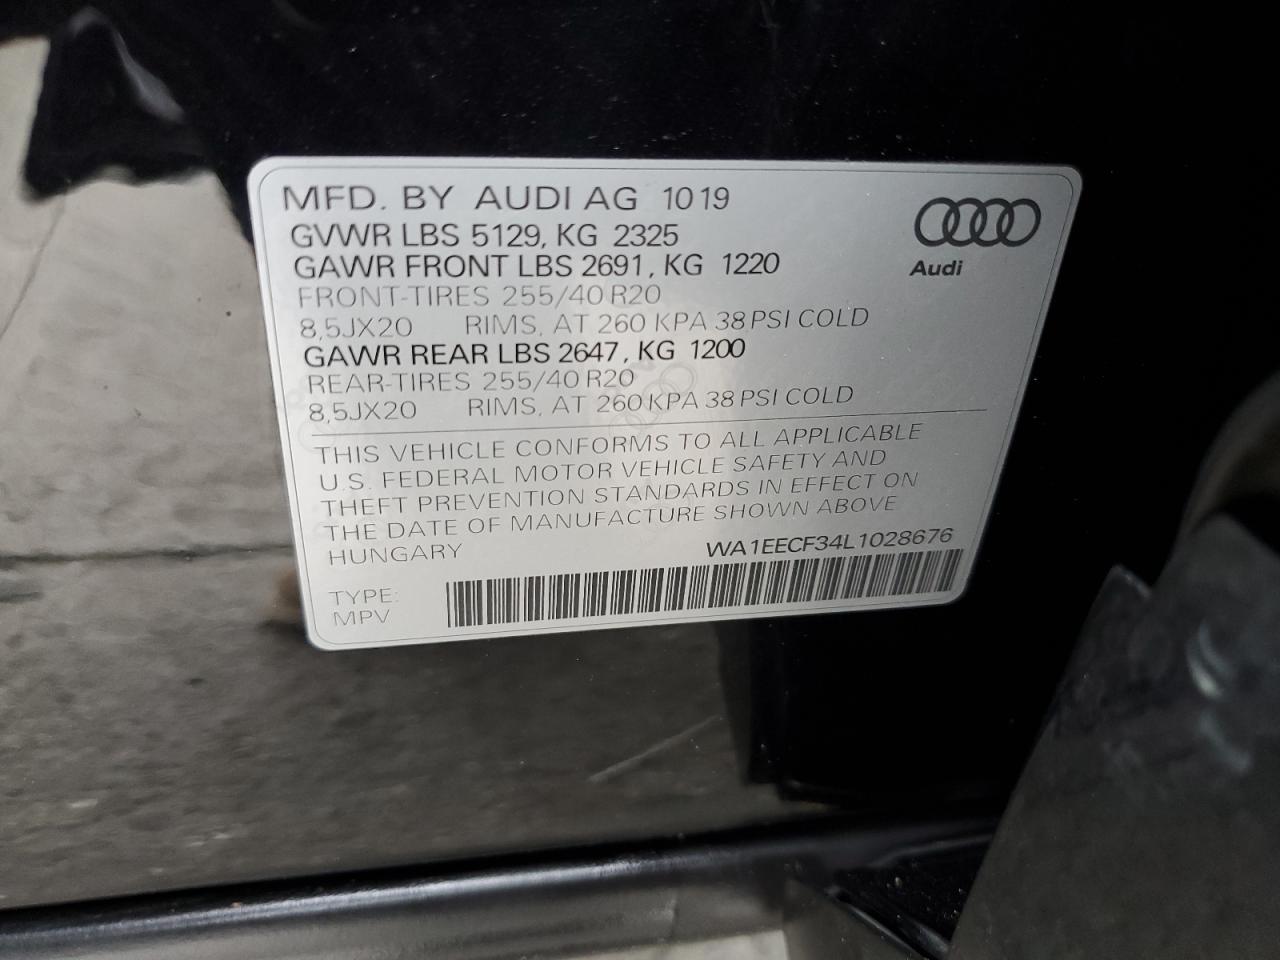 MFD. BY AUDI AG 10 19
GVWR LBS 5129, KG 2325
GAWR FRONT LBS 2691, KG 1220
FRONT-TIRES 255/40 R20
8,5JX20 RIMS, AT 260 KPA 38 PSI COLD
GAWR REAR LBS 2647, KG 1200
REAR-TIRES 255/40 R20
8,5JX20 RIMS, AT 260 KPA 38 PSI COLD
Audi
THIS VEHICLE CONFORMS TO ALL APPLICABLE
U.S. FEDERAL MOTOR VEHICLE SAFETY AND
THEFT PREVENTION STANDARDS IN EFFECT ON
THE DATE OF MANUFACTURE SHOWN ABOVE
HUNGARY
WA1EECF34L1028676
TYPE:
MPV